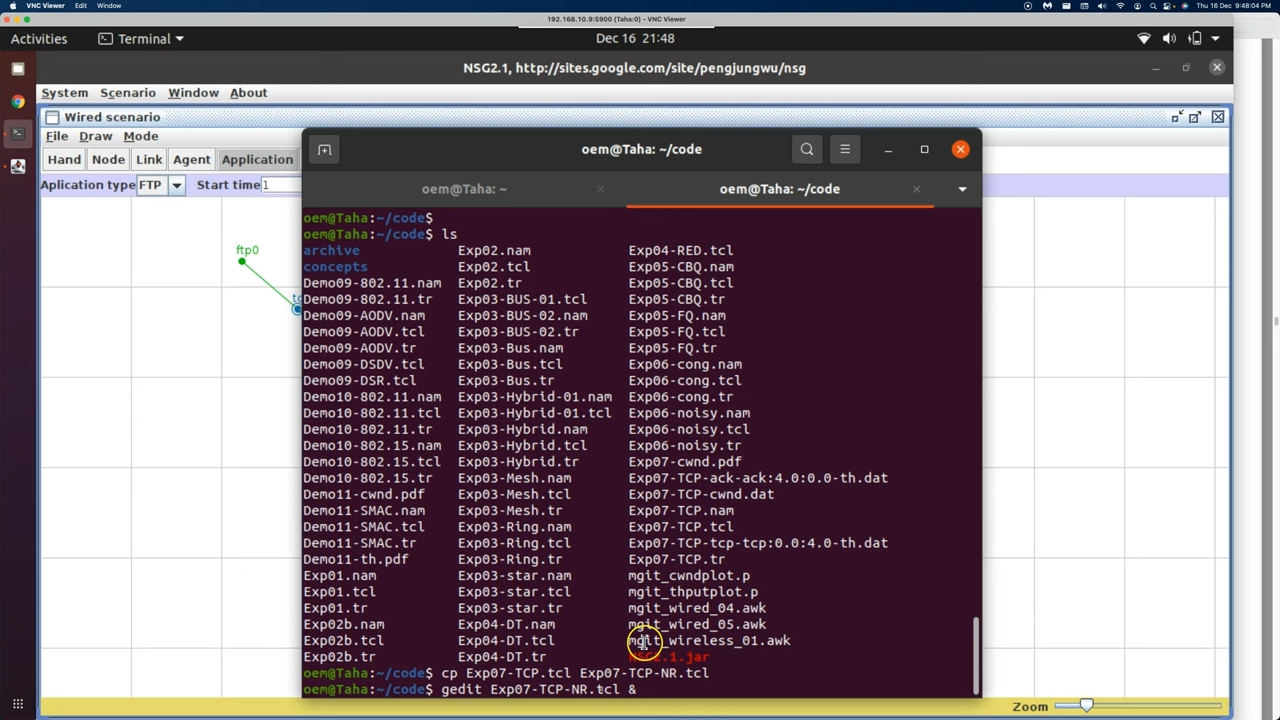 VNC Viewer Edit Window Thu 16 Dec 9:48:04 PM
192.168.10.9:5900 (Taha:0) - VNC Viewer
Activities Terminal Dec 16 21:48
NSG2.1, http://sites.google.com/site/pengjungwu/nsg
System Scenario Window About
Wired scenario
File Draw Mode
Hand Node Link Agent Application
Aplication type FTP Start time 1
ftp0
oem@Taha: ~/code
oem@Taha: ~ oem@Taha: ~/code
oem@Taha:~/code$
oem@Taha:~/code$ ls
archive Exp02.nam Exp04-RED.tcl
concepts Exp02.tcl Exp05-CBQ.nam
Demo09-802.11.nam Exp02.tr Exp05-CBQ.tcl
Demo09-802.11.tr Exp03-BUS-01.tcl Exp05-CBQ.tr
Demo09-AODV.nam Exp03-BUS-02.nam Exp05-FQ.nam
Demo09-AODV.tcl Exp03-BUS-02.tr Exp05-FQ.tcl
Demo09-AODV.tr Exp03-Bus.nam Exp05-FQ.tr
Demo09-DSDV.tcl Exp03-Bus.tcl Exp06-cong.nam
Demo09-DSR.tcl Exp03-Bus.tr Exp06-cong.tcl
Demo10-802.11.nam Exp03-Hybrid-01.nam Exp06-cong.tr
Demo10-802.11.tcl Exp03-Hybrid-01.tcl Exp06-noisy.nam
Demo10-802.11.tr Exp03-Hybrid.nam Exp06-noisy.tcl
Demo10-802.15.nam Exp03-Hybrid.tcl Exp06-noisy.tr
Demo10-802.15.tcl Exp03-Hybrid.tr Exp07-cwnd.pdf
Demo10-802.15.tr Exp03-Mesh.nam Exp07-TCP-ack-ack:4.0:0.0-th.dat
Demo11-cwnd.pdf Exp03-Mesh.tcl Exp07-TCP-cwnd.dat
Demo11-SMAC.nam Exp03-Mesh.tr Exp07-TCP.nam
Demo11-SMAC.tcl Exp03-Ring.nam Exp07-TCP.tcl
Demo11-SMAC.tr Exp03-Ring.tcl Exp07-TCP-tcp-tcp:0.0:4.0-th.dat
Demo11-th.pdf Exp03-Ring.tr Exp07-TCP.tr
Exp01.nam Exp03-star.nam mgit_cwndplot.p
Exp01.tcl Exp03-star.tcl mgit_thputplot.p
Exp01.tr Exp03-star.tr mgit_wired_04.awk
Exp02b.nam Exp04-DT.nam mgit_wired_05.awk
Exp02b.tcl Exp04-DT.tcl mgit_wireless_01.awk
Exp02b.tr Exp04-DT.tr NSG2.1.jar
oem@Taha:~/code$ cp Exp07-TCP.tcl Exp07-TCP-NR.tcl
oem@Taha:~/code$ gedit Exp07-TCP-NR.tcl &
Zoom